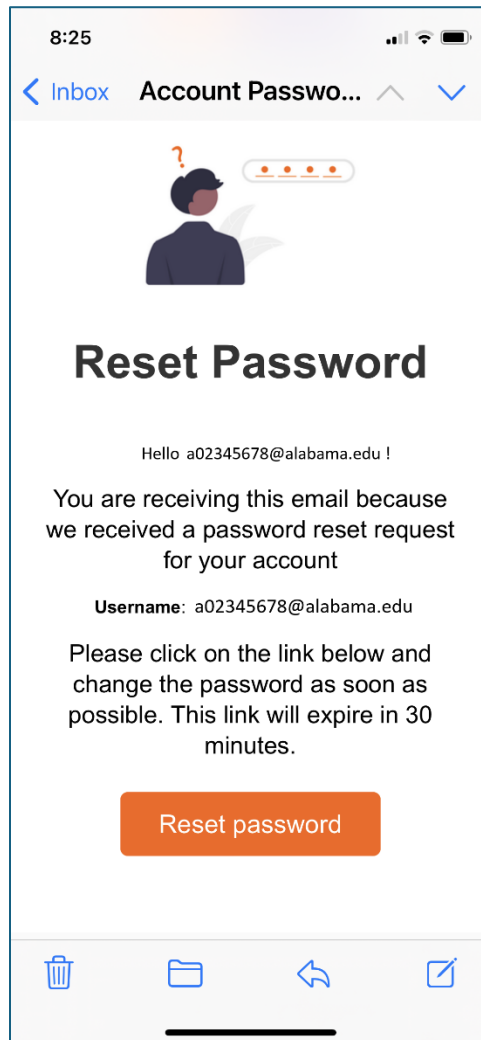 8:25
Inbox Account Passwo...
?
Reset Password
Hello a02345678@alabama.edu !
You are receiving this email because
we received a password reset request
for your account
Username: a02345678@alabama.edu
Please click on the link below and
change the password as soon as
possible. This link will expire in 30
minutes.
Reset password